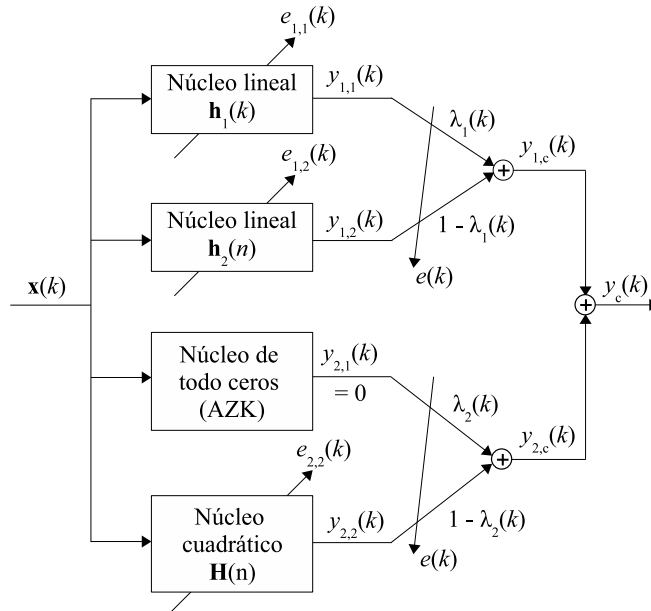 e1,1(k)
Núcleo lineal
h1(k)
y1,1(k)
λ1(k)
e1,2(k)
y1,c(k)
Núcleo lineal
h2(n)
y1,2(k)
1 - λ1(k)
e(k)
x(k)
yc(k)
Núcleo de
todo ceros
(AZK)
y2,1(k)
= 0
λ2(k)
y2,c(k)
e2,2(k)
Núcleo
cuadrático
H(n)
y2,2(k)
1 - λ2(k)
e(k)